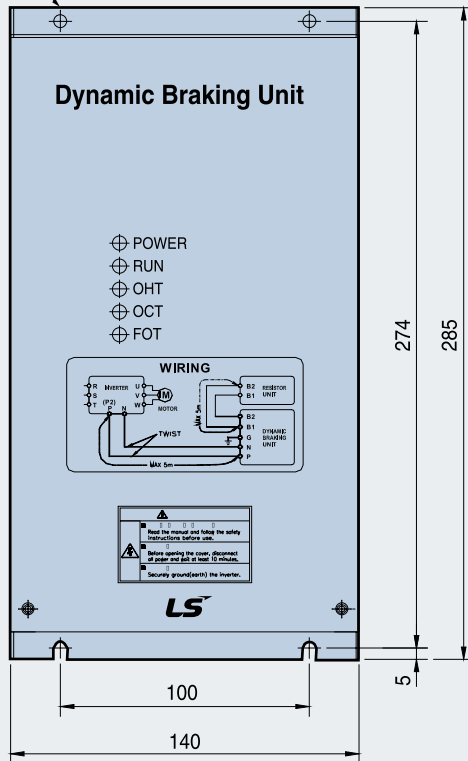 Dynamic Braking Unit
POWER
RUN
OHT
OCT
FOT
WIRING
R INVERTER U
S V M
T (P2) W MOTOR
P N
B2 RESISTOR
B1 UNIT
MAX 5m
B2
B1 DYNAMIC
G BRAKING
N UNIT
P
TWIST
MAX 5m
Read the manual and follow the safety
instructions before use.
Before opening the cover, disconnect
all power and wait at least 10 minutes.
Securely ground(earth) the inverter.
LS
274
285
5
100
140